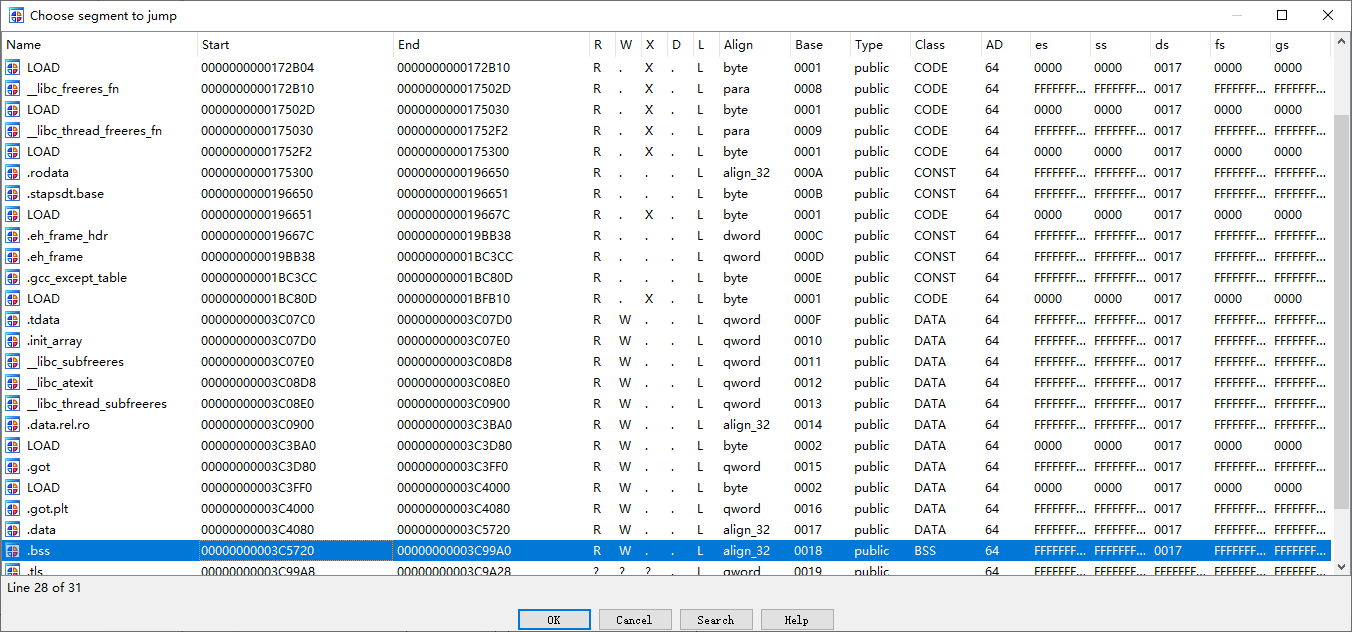 Choose segment to jump
Name Start End R W X D L Align Base Type Class AD es ss ds fs gs
LOAD 0000000000172B04 0000000000172B10 R . X . L byte 0001 public CODE 64 0000 0000 0017 0000 0000
__libc_freeres_fn 0000000000172B10 000000000017502D R . X . L para 0008 public CODE 64 FFFFFFF... FFFFFFF... 0017 FFFFFFF... FFFFFFF...
LOAD 000000000017502D 0000000000175030 R . X . L byte 0001 public CODE 64 0000 0000 0017 0000 0000
__libc_thread_freeres_fn 0000000000175030 00000000001752F2 R . X . L para 0009 public CODE 64 FFFFFFF... FFFFFFF... 0017 FFFFFFF... FFFFFFF...
LOAD 00000000001752F2 0000000000175300 R . X . L byte 0001 public CODE 64 0000 0000 0017 0000 0000
.rodata 0000000000175300 0000000000196650 R . . . L align_32 000A public CONST 64 FFFFFFF... FFFFFFF... 0017 FFFFFFF... FFFFFFF...
.stapsdt.base 0000000000196650 0000000000196651 R . . . L byte 000B public CONST 64 FFFFFFF... FFFFFFF... 0017 FFFFFFF... FFFFFFF...
LOAD 0000000000196651 000000000019667C R . X . L byte 0001 public CODE 64 0000 0000 0017 0000 0000
.eh_frame_hdr 000000000019667C 000000000019BB38 R . . . L dword 000C public CONST 64 FFFFFFF... FFFFFFF... 0017 FFFFFFF... FFFFFFF...
.eh_frame 000000000019BB38 00000000001BC3CC R . . . L qword 000D public CONST 64 FFFFFFF... FFFFFFF... 0017 FFFFFFF... FFFFFFF...
.gcc_except_table 00000000001BC3CC 00000000001BC80D R . . . L byte 000E public CONST 64 FFFFFFF... FFFFFFF... 0017 FFFFFFF... FFFFFFF...
LOAD 00000000001BC80D 00000000001BFB10 R . X . L byte 0001 public CODE 64 0000 0000 0017 0000 0000
.tdata 00000000003C07C0 00000000003C07D0 R W . . L qword 000F public DATA 64 FFFFFFF... FFFFFFF... 0017 FFFFFFF... FFFFFFF...
.init_array 00000000003C07D0 00000000003C07E0 R W . . L qword 0010 public DATA 64 FFFFFFF... FFFFFFF... 0017 FFFFFFF... FFFFFFF...
__libc_subfreeres 00000000003C07E0 00000000003C08D8 R W . . L qword 0011 public DATA 64 FFFFFFF... FFFFFFF... 0017 FFFFFFF... FFFFFFF...
__libc_atexit 00000000003C08D8 00000000003C08E0 R W . . L qword 0012 public DATA 64 FFFFFFF... FFFFFFF... 0017 FFFFFFF... FFFFFFF...
__libc_thread_subfreeres 00000000003C08E0 00000000003C0900 R W . . L qword 0013 public DATA 64 FFFFFFF... FFFFFFF... 0017 FFFFFFF... FFFFFFF...
.data.rel.ro 00000000003C0900 00000000003C3BA0 R W . . L align_32 0014 public DATA 64 FFFFFFF... FFFFFFF... 0017 FFFFFFF... FFFFFFF...
LOAD 00000000003C3BA0 00000000003C3D80 R W . . L byte 0002 public DATA 64 0000 0000 0017 0000 0000
.got 00000000003C3D80 00000000003C3FF0 R W . . L qword 0015 public DATA 64 FFFFFFF... FFFFFFF... 0017 FFFFFFF... FFFFFFF...
LOAD 00000000003C3FF0 00000000003C4000 R W . . L byte 0002 public DATA 64 0000 0000 0017 0000 0000
.got.plt 00000000003C4000 00000000003C4080 R W . . L qword 0016 public DATA 64 FFFFFFF... FFFFFFF... 0017 FFFFFFF... FFFFFFF...
.data 00000000003C4080 00000000003C5720 R W . . L align_32 0017 public DATA 64 FFFFFFF... FFFFFFF... 0017 FFFFFFF... FFFFFFF...
.bss 00000000003C5720 00000000003C99A0 R W . . L align_32 0018 public BSS 64 FFFFFFF... FFFFFFF... 0017 FFFFFFF... FFFFFFF...
.tls 00000000003C99A8 00000000003C9A28 ? ? ? . L qword 0019 public 64 FFFFFFF... FFFFFFF... FFFFFFF... FFFFFFF... FFFFFFF...
Line 28 of 31
OK Cancel Search Help